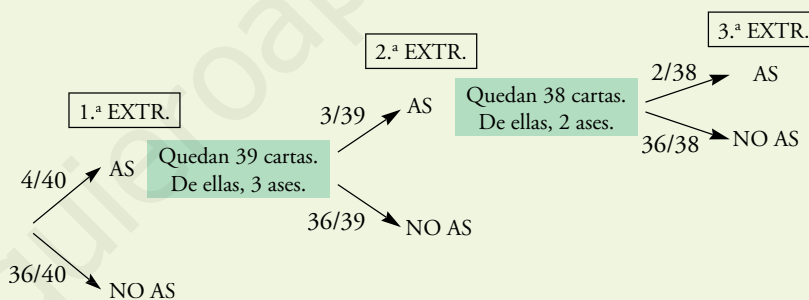 3.ª EXTR.
2.ª EXTR.
2/38
AS
Quedan 38 cartas.
De ellas, 2 ases.
1.ª EXTR.
3/39
AS
36/38
NO AS
4/40
AS
Quedan 39 cartas.
De ellas, 3 ases.
36/39
NO AS
36/40
NO AS